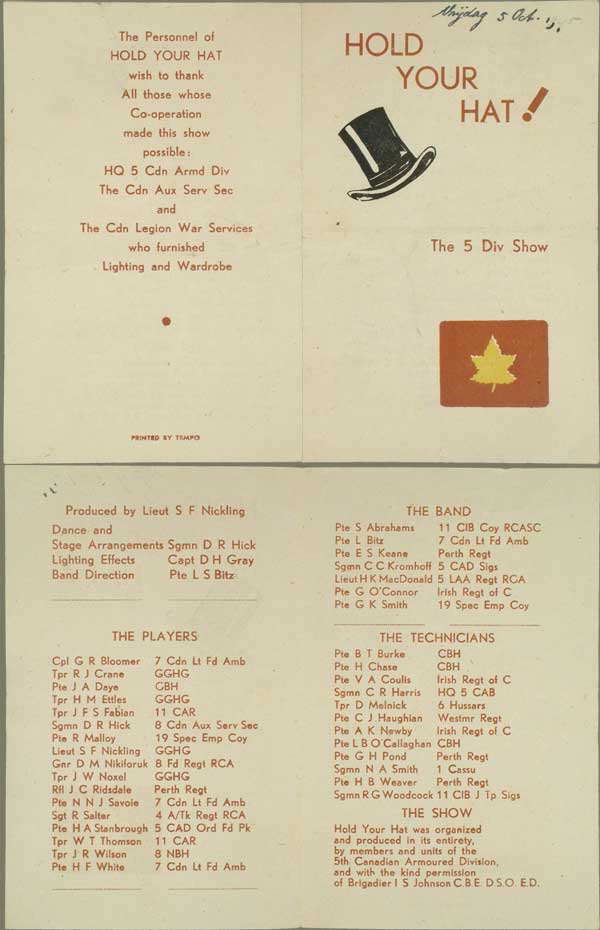 The Personnel of
HOLD YOUR HAT
wish to thank
All those whose
Co-operation
made this show
possible:
HQ 5 Cdn Armd Div
The Cdn Aux Serv Sec
and
The Cdn Legion War Services
who furnished
Lighting and Wardrobe
PRINTED BY TEMPO
Vrijdag 5 Oct.
HOLD
YOUR
HAT!
The 5 Div Show
Produced by Lieut S F Nickling
Dance and
Stage Arrangements Sgmn D R Hick
Lighting Effects Capt D H Gray
Band Direction Pte L S Bitz
THE PLAYERS
Cpl G R Bloomer 7 Cdn Lt Fd Amb
Tpr R J Crane GGHG
Pte J A Daye GBH
Tpr H M Ettles GGHG
Tpr J F S Fabian 11 CAR
Sgmn D R Hick 8 Cdn Aux Serv Sec
Pte R Malloy 19 Spec Emp Coy
Lieut S F Nickling GGHG
Gnr D M Nikiforuk 8 Fd Regt RCA
Tpr J W Noxel GGHG
Rfl J C Ridsdale Perth Regt
Pte N N J Savoie 7 Cdn Lt Fd Amb
Sgt R Salter 4 A/Tk Regt RCA
Pte H A Stanbrough 5 CAD Ord Fd Pk
Tpr W T Thomson 11 CAR
Tpr J R Wilson 8 NBH
Pte H F White 7 Cdn Lt Fd Amb
THE BAND
Pte S Abrahams 11 CIB Coy RCASC
Pte L Bitz 7 Cdn Lt Fd Amb
Pte E S Keane Perth Regt
Sgmn C C Kromhoff 5 CAD Sigs
Lieut H K MacDonald 5 LAA Regt RCA
Pte G O'Connor Irish Regt of C
Pte G K Smith 19 Spec Emp Coy
THE TECHNICIANS
Pte B T Burke CBH
Pte H Chase CBH
Pte V A Coulis Irish Regt of C
Sgmn C R Harris HQ 5 CAB
Tpr D Melnick 6 Hussars
Pte C J Haughian Westmr Regt
Pte A K Newby Irish Regt of C
Pte L B O'Callaghan CBH
Pte G H Pond Perth Regt
Sgmn N A Smith 1 Cassu
Pte H B Weaver Perth Regt
Sgmn R G Woodcock 11 CIB J Tp Sigs
THE SHOW
Hold Your Hat was organized
and produced in its entirety,
by members and units of the
5th Canadian Armoured Division,
and with the kind permission
of Brigadier I S Johnson C.B.E. D.S.O. E.D.